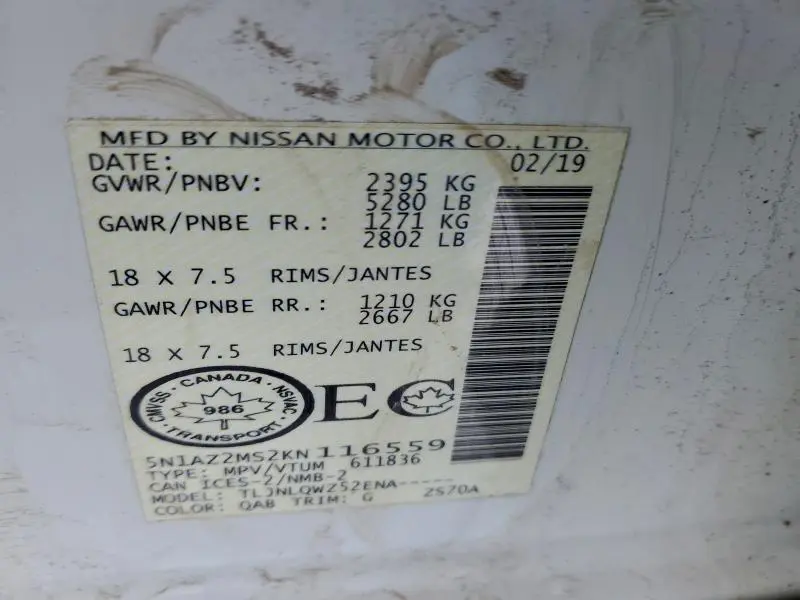 MFD BY NISSAN MOTOR CO., LTD.
DATE: 02/19
GVWR/PNBV: 2395 KG
5280 LB
GAWR/PNBE FR.: 1271 KG
2802 LB
18 X 7.5 RIMS/JANTES
GAWR/PNBE RR.: 1210 KG
2667 LB
18 X 7.5 RIMS/JANTES
CANADA
CMVSS · NSVAC
986
TRANSPORT
EC
5N1AZ2MS2KN116559
TYPE: MPV/VTUM 611836
CAN ICES-2/NMB-2
MODEL: TLJNLQWZ52ENA-----
COLOR: QAB TRIM: G ZS70A